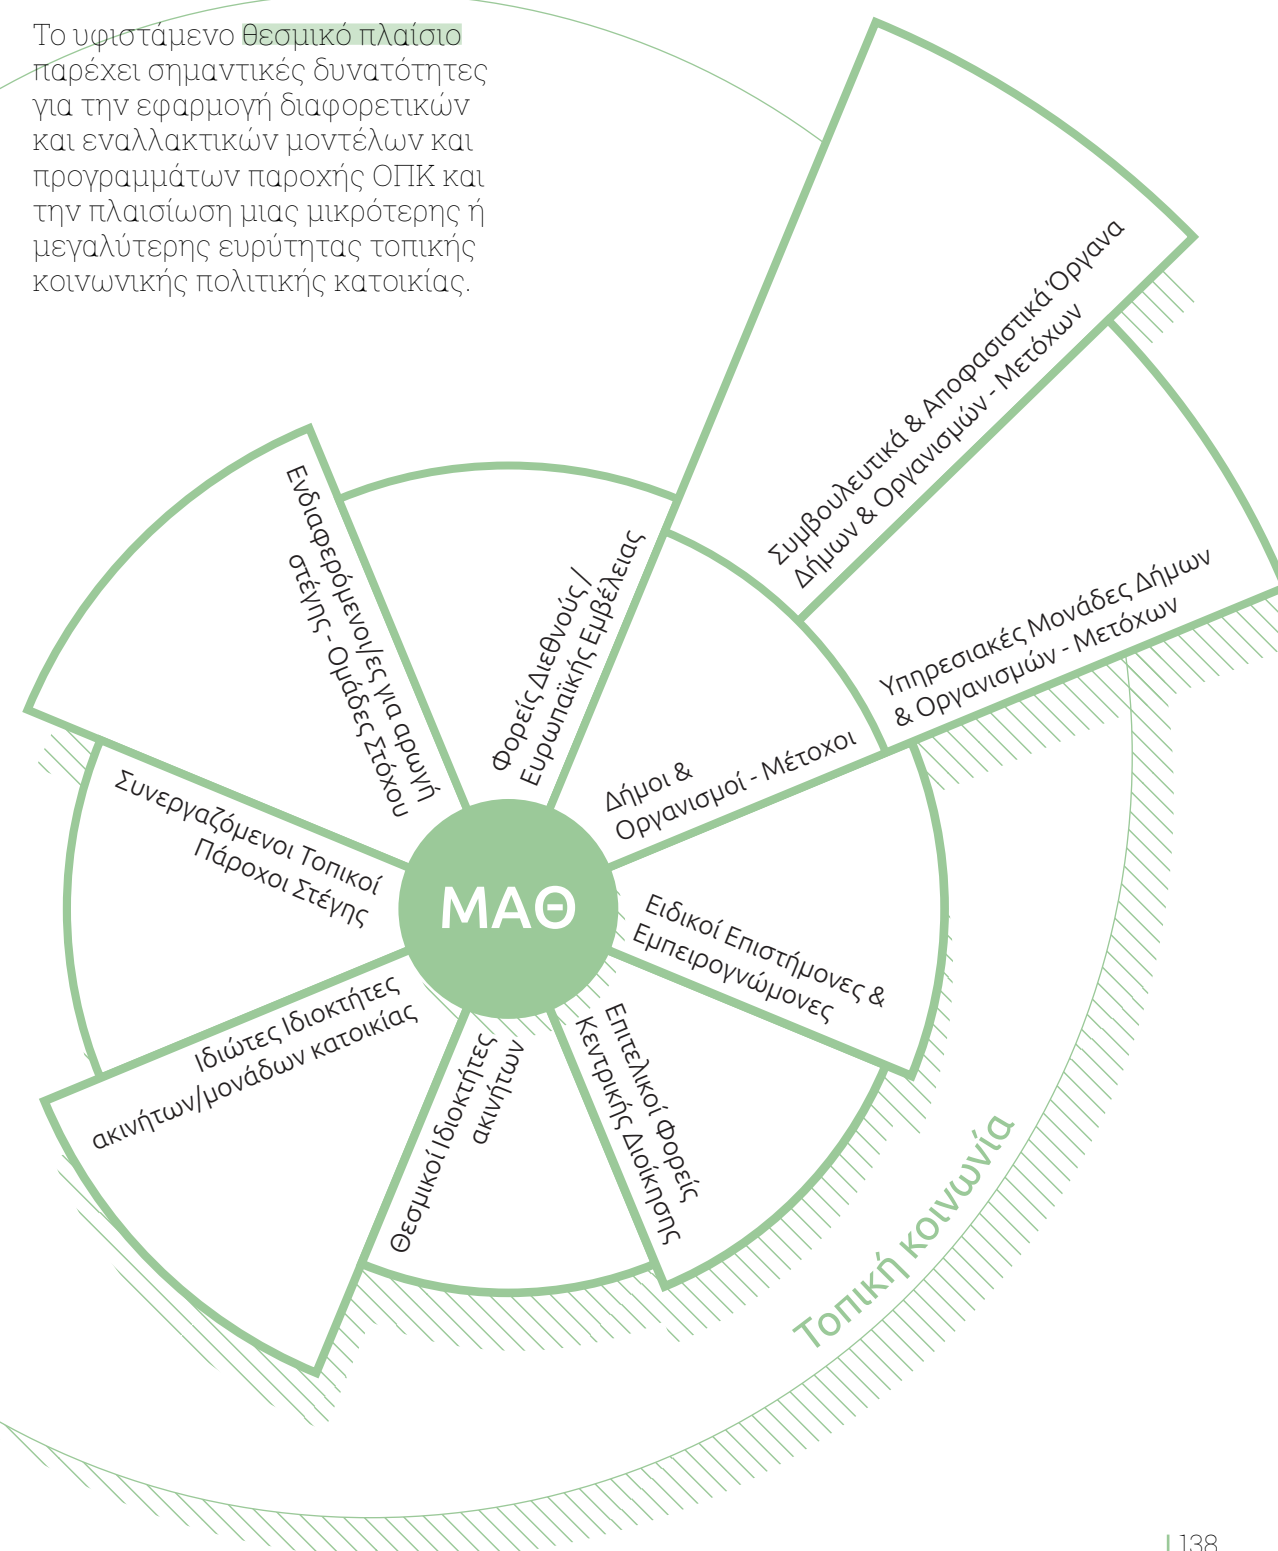 Το υφιστάμενο θεσμικό πλαίσιο
παρέχει σημαντικές δυνατότητες
για την εφαρμογή διαφορετικών
και εναλλακτικών μοντέλων και
προγραμμάτων παροχής ΟΠΚ και
την πλαισίωση μιας μικρότερης ή
μεγαλύτερης ευρύτητας τοπικής
κοινωνικής πολιτικής κατοικίας.
Συμβουλευτικά & Αποφασιστικά Όργανα
Δήμων & Οργανισμών - Μετόχων
Υπηρεσιακές Μονάδες Δήμων
& Οργανισμών - Μετόχων
Ενδιαφερόμενοι/ες για αρωγή
στέγης - Ομάδες Στόχου
Φορείς Διεθνούς /
Ευρωπαϊκής Εμβέλειας
Δήμοι &
Οργανισμοί - Μέτοχοι
Συνεργαζόμενοι Τοπικοί
Πάροχοι Στέγης
ΜΑΘ
Ειδικοί Επιστήμονες &
Εμπειρογνώμονες
Ιδιώτες Ιδιοκτήτες
ακινήτων/μονάδων κατοικίας
Θεσμικοί Ιδιοκτήτες
ακινήτων
Επιτελικοί Φορείς
Κεντρικής Διοίκησης
Τοπική κοινωνία
| 138